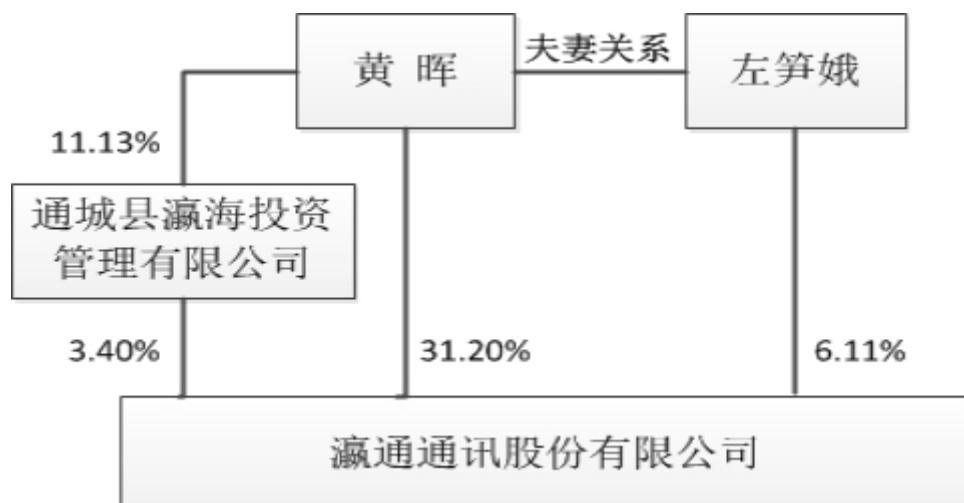 黄 晖
夫妻关系
左笋娥
11.13%
通城县瀛海投资
管理有限公司
3.40%
31.20%
6.11%
瀛通通讯股份有限公司